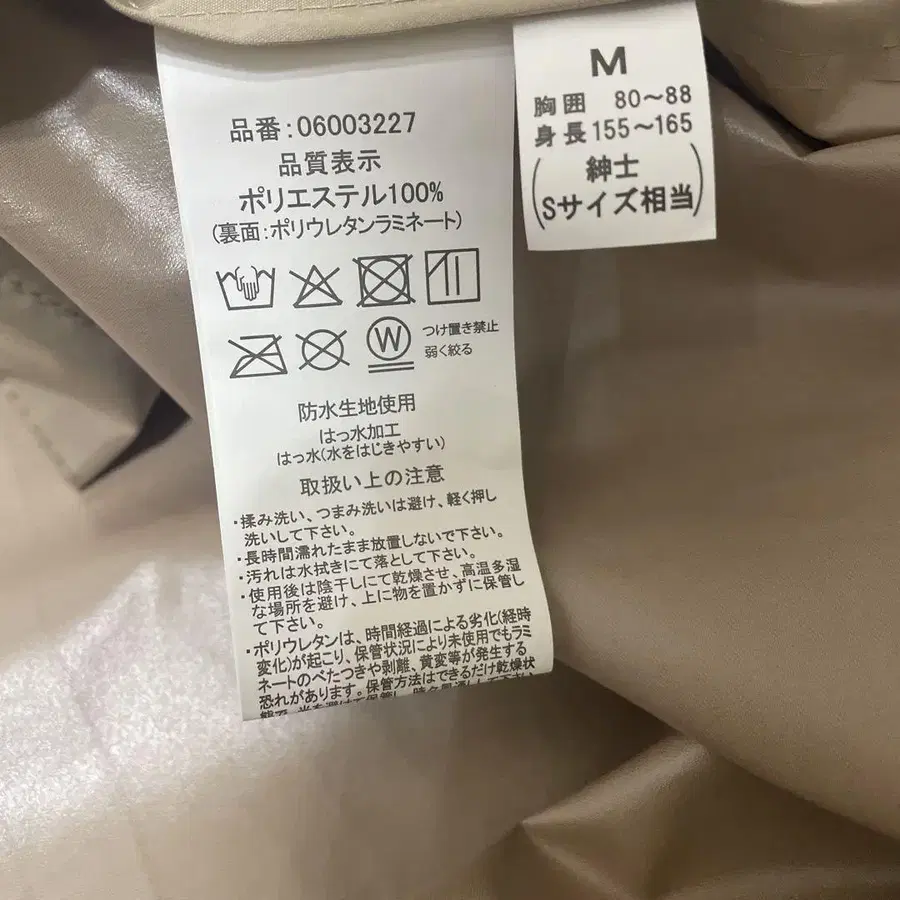 品番:06003227
品質表示
ポリエステル100%
(裏面:ポリウレタンラミネート)
W
つけ置き禁止
弱く絞る
防水生地使用
はっ水加工
はっ水(水をはじきやすい)
取扱い上の注意
・揉み洗い、つまみ洗いは避け、軽く押し
洗いして下さい。
・長時間濡れたまま放置しないで下さい。
・汚れは水拭きにて落として下さい。
・使用後は陰干しにて乾燥させ、高温多湿
な場所を避け、上に物を置かずに保管し
て下さい。
・ポリウレタンは、時間経過による劣化(経時
変化)が起こり、保管状況により未使用でもラミ
ネートのべたつきや剥離、黄変等が発生する
恐れがあります。保管方法はできるだけ乾燥状
M
胸囲 80〜88
身長155〜165
(紳士
Sサイズ相当)